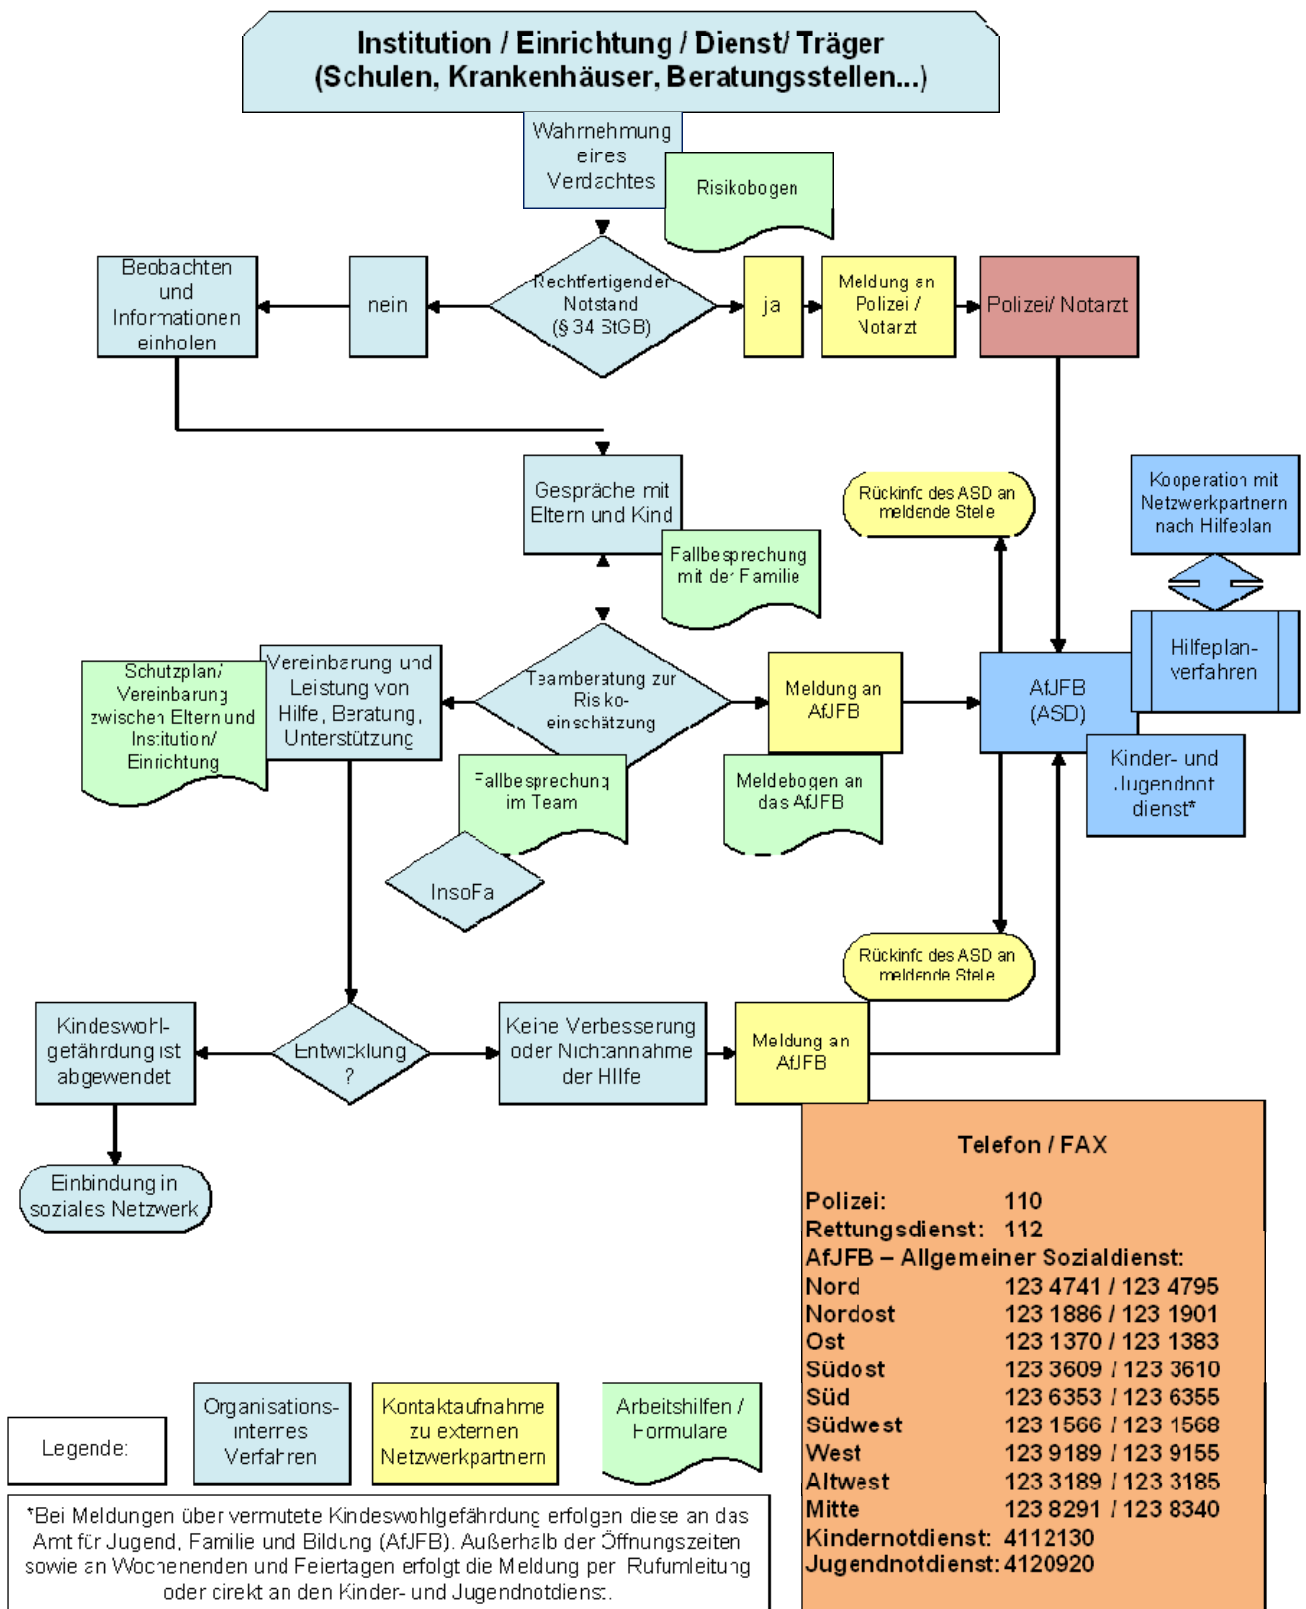 Institution / Einrichtung / Dienst/ Träger
(Schulen, Krankenhäuser, Beratungsstellen...)
Wahrnehmung
eires
Verdachtes
Risikobogen
Beobachten
und
Informationen
einholen
nein
Rechtfertigender
Notstand
(§ 34 StGB)
ja
Meldung an
Polizei /
Notarzt
Polizei/ Notarzt
Gespräche mit
Eltern und Kind
Fallbesprechung
mit der Familie
Rückinfo des ASD an
meldende Stele
Kooperation mit
Netzwerkpartnern
nach Hilfeplan
Hilfeplan-
verfahren
Schutzplan/
Vereinbarung
zwischen Eltern und
Institution/
Einrichtung
Vereinbarung und
Leistung von
Hilfe, Beratung,
Unterstützung
Teamberatung zur
Risiko-
einschätzung
Meldung an
AfJFB
AfJFB
(ASD)
Fallbesprechung
im Team
Meldebogen an
das AfJFB
Kinder- und
Jugendnot
dienst*
InsoFa
Rückinfo des ASD an
meldende Stele
Kindeswohl-
gefährdung ist
abgewendet
Entwicklung
?
Keine Verbesserung
oder Nichtannahme
der HIlfe
Meldung an
AfJFB
Einbindung in
soziales Netzwerk
Telefon / FAX
Polizei: 110
Rettungsdienst: 112
AfJFB – Allgemeiner Sozialdienst:
Nord 123 4741 / 123 4795
Nordost 123 1886 / 123 1901
Ost 123 1370 / 123 1383
Südost 123 3609 / 123 3610
Süd 123 6353 / 123 6355
Südwest 123 1566 / 123 1568
West 123 9189 / 123 9155
Altwest 123 3189 / 123 3185
Mitte 123 8291 / 123 8340
Kindernotdienst: 4112130
Jugendnotdienst: 4120920
Legende:
Organisations-
internes
Verfahren
Kontaktaufnahme
zu externen
Netzwerkpartnern
Arbeitshilfen /
Formulare
*Bei Meldungen über vermutete Kindeswohlgefährdung erfolgen diese an das
Amt für Jugend, Familie und Bildung (AfJFB). Außerhalb der Öffnungszeiten
sowie an Wochenenden und Feiertagen erfolgt die Meldung per Rufumleitung
oder direkt an den Kinder- und Jugendnotdienst.